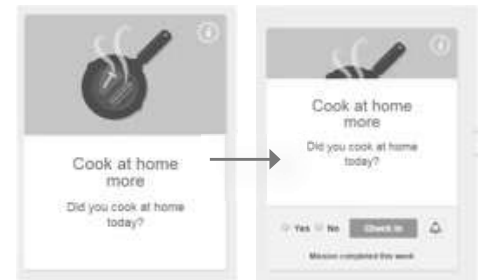 Cook at home
more
Did you cook at home
today?
Cook at home
more
Did you cook at home
today?
Yes No Check in
Mission completed this week